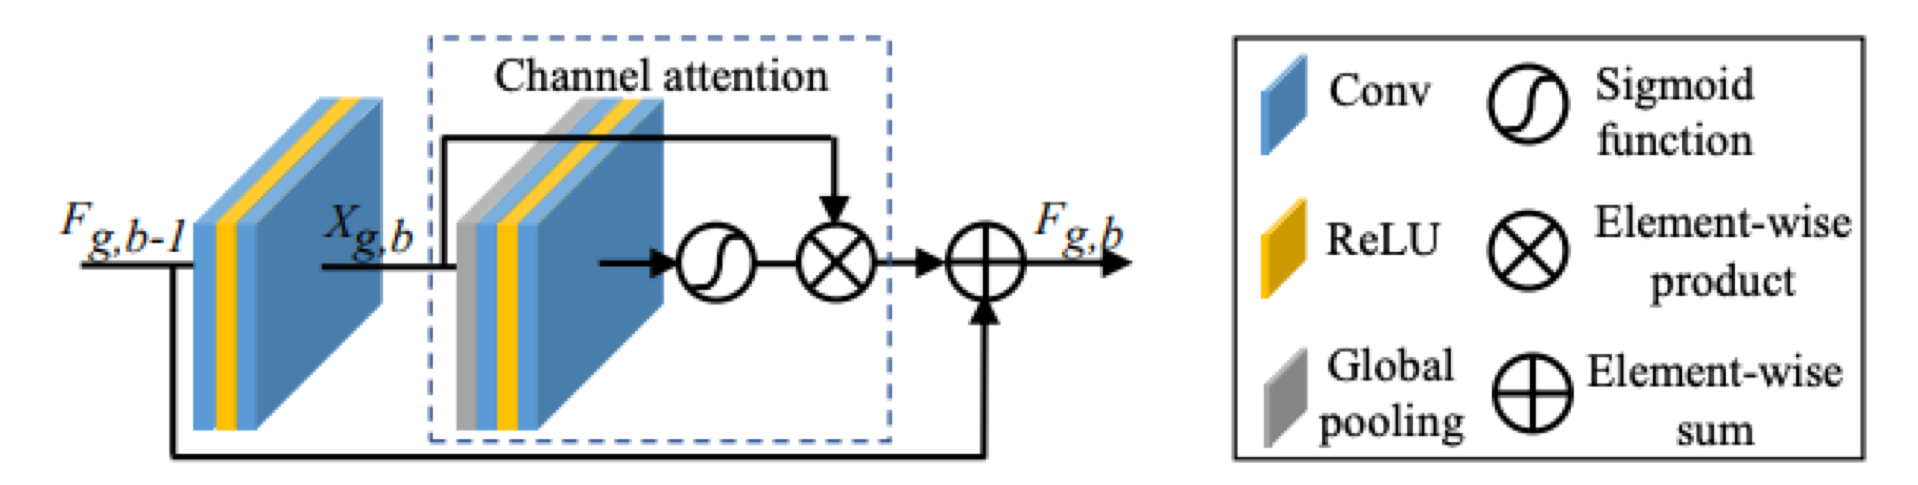 Channel attention
F_{g,b-1}
X_{g,b}
F_{g,b}
Conv
Sigmoid
function
ReLU
Element-wise
product
Global
pooling
Element-wise
sum